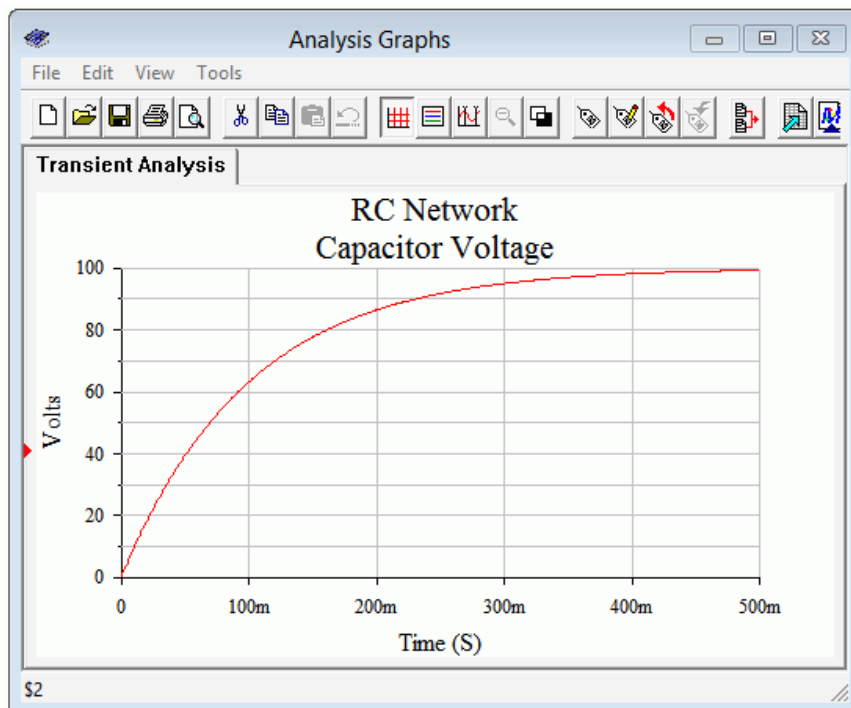 Analysis Graphs
File Edit View Tools
Transient Analysis
RC Network
Capacitor Voltage
100
80
60
40
20
0
Volts
0 100m 200m 300m 400m 500m
Time (S)
$2